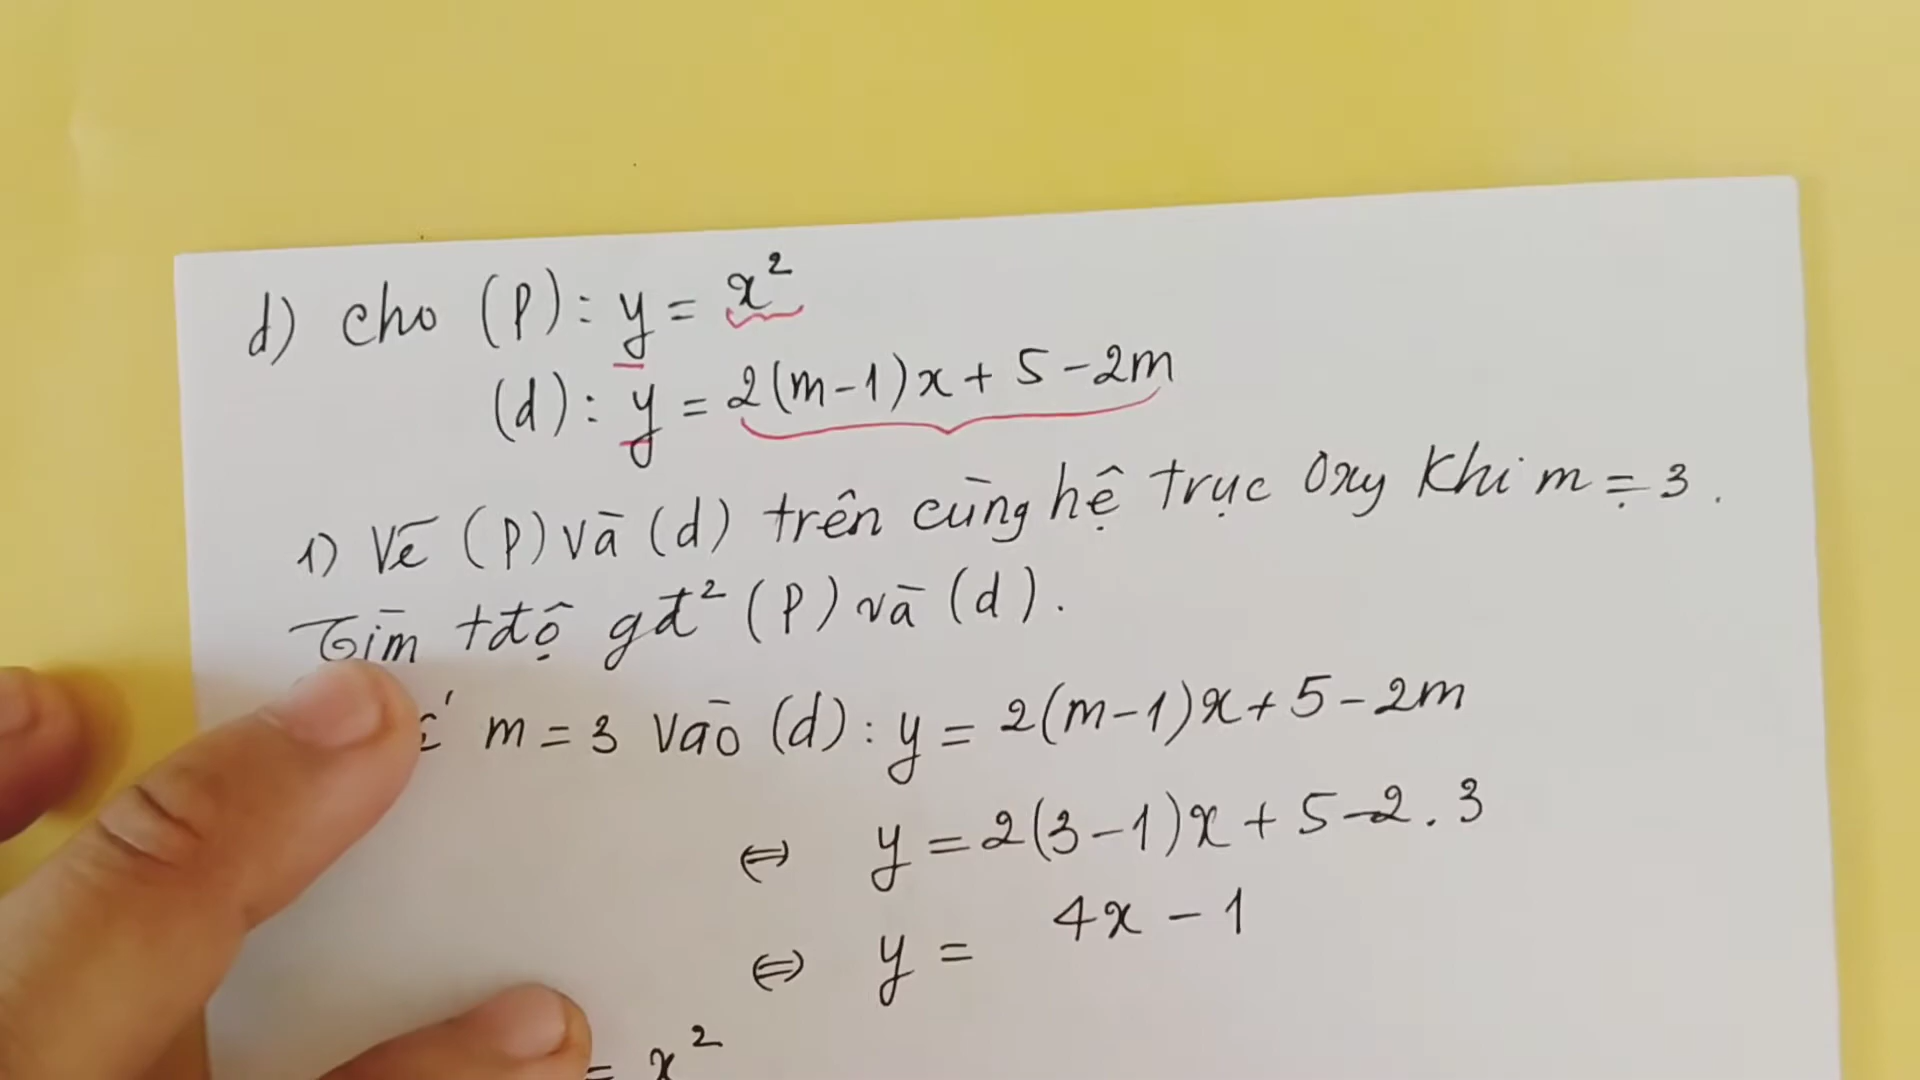 d) cho (P): y = x²
(d): y = 2(m-1)x + 5 - 2m
1) Vẽ (P) và (d) trên cùng hệ trục Oxy khi m = 3.
Tìm tđộ gđ² (P) và (d).
m = 3 vào (d): y = 2(m-1)x + 5 - 2m
⇔ y = 2(3-1)x + 5 - 2.3
⇔ y = 4x - 1
= x²